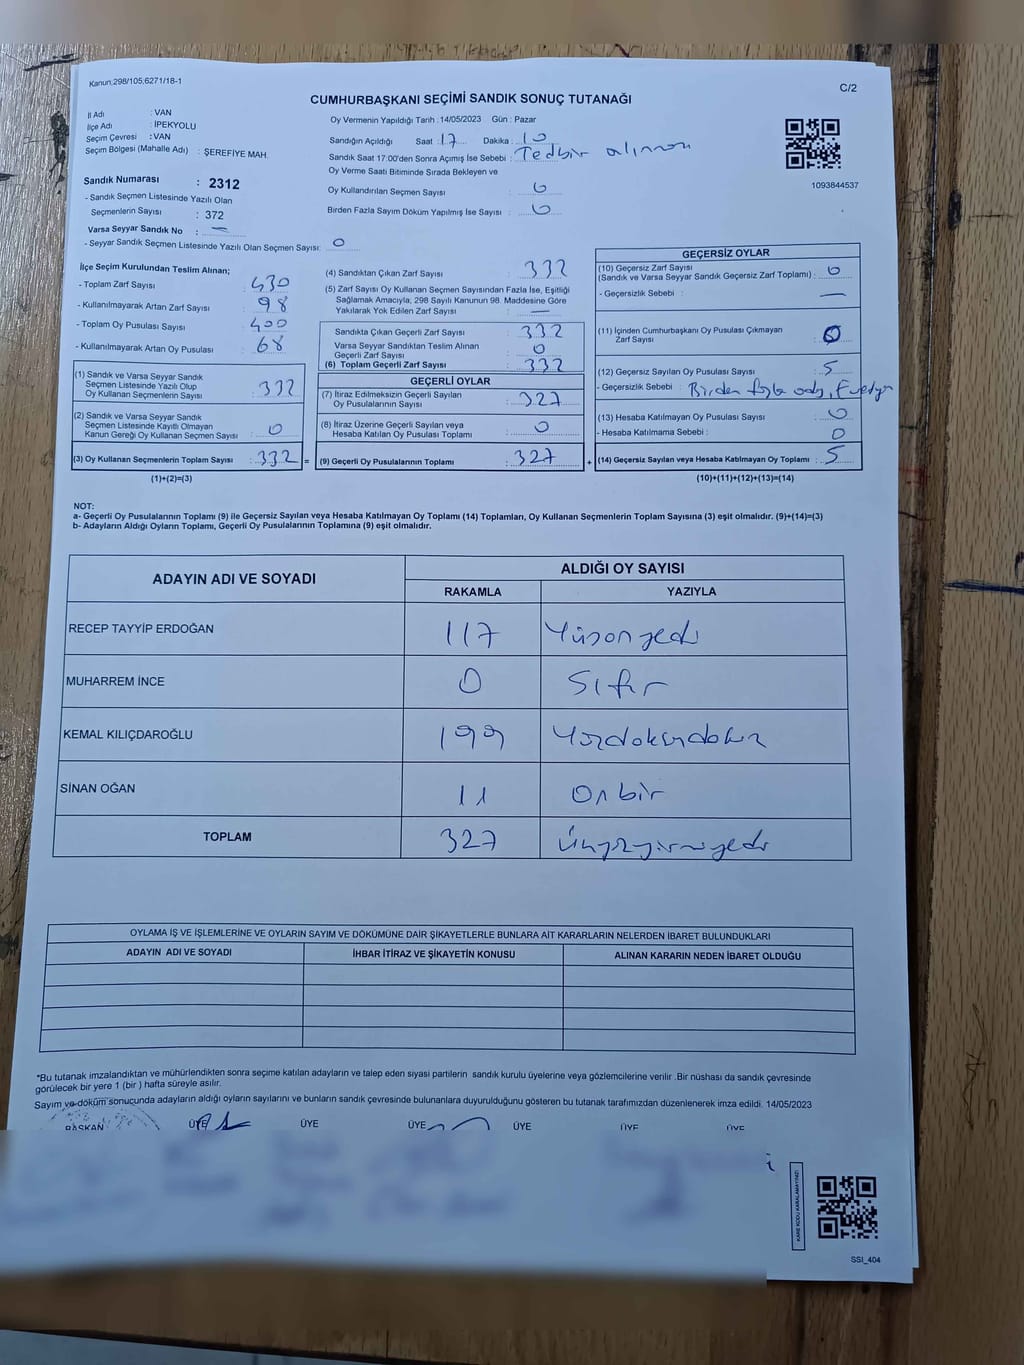 Kanun:298/105,6271/18-1
C/2
CUMHURBAŞKANI SEÇİMİ SANDIK SONUÇ TUTANAĞI
İl Adı : VAN
İlçe Adı : İPEKYOLU
Seçim Çevresi : VAN
Seçim Bölgesi (Mahalle Adı) : ŞEREFİYE MAH.
Sandık Numarası : 2312
- Sandık Seçmen Listesinde Yazılı Olan
Seçmenlerin Sayısı : 372
Varsa Seyyar Sandık No : —
- Seyyar Sandık Seçmen Listesinde Yazılı Olan Seçmen Sayısı: 0
Oy Vermenin Yapıldığı Tarih : 14/05/2023 Gün : Pazar
Sandığın Açıldığı Saat : 17 Dakika : 10
Sandık Saat 17:00'den Sonra Açımış İse Sebebi : Tedbir alınması
Oy Verme Saati Bitiminde Sırada Bekleyen ve
Oy Kullandırılan Seçmen Sayısı : 0
Birden Fazla Sayım Döküm Yapılmış İse Sayısı : 0
1093844537
İlçe Seçim Kurulundan Teslim Alınan;
- Toplam Zarf Sayısı : 430
- Kullanılmayarak Artan Zarf Sayısı : 98
- Toplam Oy Pusulası Sayısı : 400
- Kullanılmayarak Artan Oy Pusulası : 68
(1) Sandık ve Varsa Seyyar Sandık
Seçmen Listesinde Yazılı Olup
Oy Kullanan Seçmenlerin Sayısı : 332
(2) Sandık ve Varsa Seyyar Sandık
Seçmen Listesinde Kayıtlı Olmayan
Kanun Gereği Oy Kullanan Seçmen Sayısı : 0
(3) Oy Kullanan Seçmenlerin Toplam Sayısı : 332
(1)+(2)=(3)
(4) Sandıktan Çıkan Zarf Sayısı : 332
(5) Zarf Sayısı Oy Kullanan Seçmen Sayısından Fazla İse, Eşitliği
Sağlamak Amacıyla, 298 Sayılı Kanunun 98. Maddesine Göre
Yakılarak Yok Edilen Zarf Sayısı : —
Sandıkta Çıkan Geçerli Zarf Sayısı : 332
Varsa Seyyar Sandıktan Teslim Alınan
Geçerli Zarf Sayısı : 0
(6) Toplam Geçerli Zarf Sayısı : 332
GEÇERLİ OYLAR
(7) İtiraz Edilmeksizin Geçerli Sayılan
Oy Pusulalarının Sayısı : 327
(8) İtiraz Üzerine Geçerli Sayılan veya
Hesaba Katılan Oy Pusulası Toplamı : 0
= (9) Geçerli Oy Pusulalarının Toplamı : 327
GEÇERSİZ OYLAR
(10) Geçersiz Zarf Sayısı
(Sandık ve Varsa Seyyar Sandık Geçersiz Zarf Toplamı) : 0
- Geçersizlik Sebebi : —
(11) İçinden Cumhurbaşkanı Oy Pusulası Çıkmayan
Zarf Sayısı : 0
(12) Geçersiz Sayılan Oy Pusulası Sayısı : 5
- Geçersizlik Sebebi : Birden fazla
(13) Hesaba Katılmayan Oy Pusulası Sayısı : 0
- Hesaba Katılmama Sebebi : 0
+ (14) Geçersiz Sayılan veya Hesaba Katılmayan Oy Toplamı : 5
(10)+(11)+(12)+(13)=(14)
NOT:
a- Geçerli Oy Pusulalarının Toplamı (9) ile Geçersiz Sayılan veya Hesaba Katılmayan Oy Toplamı (14) Toplamları, Oy Kullanan Seçmenlerin Toplam Sayısına (3) eşit olmalıdır. (9)+(14)=(3)
b- Adayların Aldığı Oyların Toplamı, Geçerli Oy Pusulalarının Toplamına (9) eşit olmalıdır.
ADAYIN ADI VE SOYADI ALDIĞI OY SAYISI
RAKAMLA YAZIYLA
RECEP TAYYİP ERDOĞAN 117 Yüzonyedi
MUHARREM İNCE 0 Sıfır
KEMAL KILIÇDAROĞLU 199 Yüzdoksandokuz
SİNAN OĞAN 11 Onbir
TOPLAM 327 Üçyüzyirmiyedi
OYLAMA İŞ VE İŞLEMLERİNE VE OYLARIN SAYIM VE DÖKÜMÜNE DAİR ŞİKAYETLERLE BUNLARA AİT KARARLARIN NELERDEN İBARET BULUNDUKLARI
ADAYIN ADI VE SOYADI İHBAR İTİRAZ VE ŞİKAYETİN KONUSU ALINAN KARARIN NEDEN İBARET OLDUĞU
*Bu tutanak imzalandıktan ve mühürlendikten sonra seçime katılan adayların ve talep eden siyasi partilerin sandık kurulu üyelerine veya gözlemcilerine verilir .Bir nüshası da sandık çevresinde
görülecek bir yere 1 (bir ) hafta süreyle asılır.
Sayım ve döküm sonucunda adayların aldığı oyların sayılarını ve bunların sandık çevresinde bulunanlara duyurulduğunu gösteren bu tutanak tarafımızdan düzenlenerek imza edildi. 14/05/2023
BAŞKAN ÜYE ÜYE ÜYE ÜYE ÜYE ÜYE
KARE KODU KARALAMAYINIZ!
SSI_404